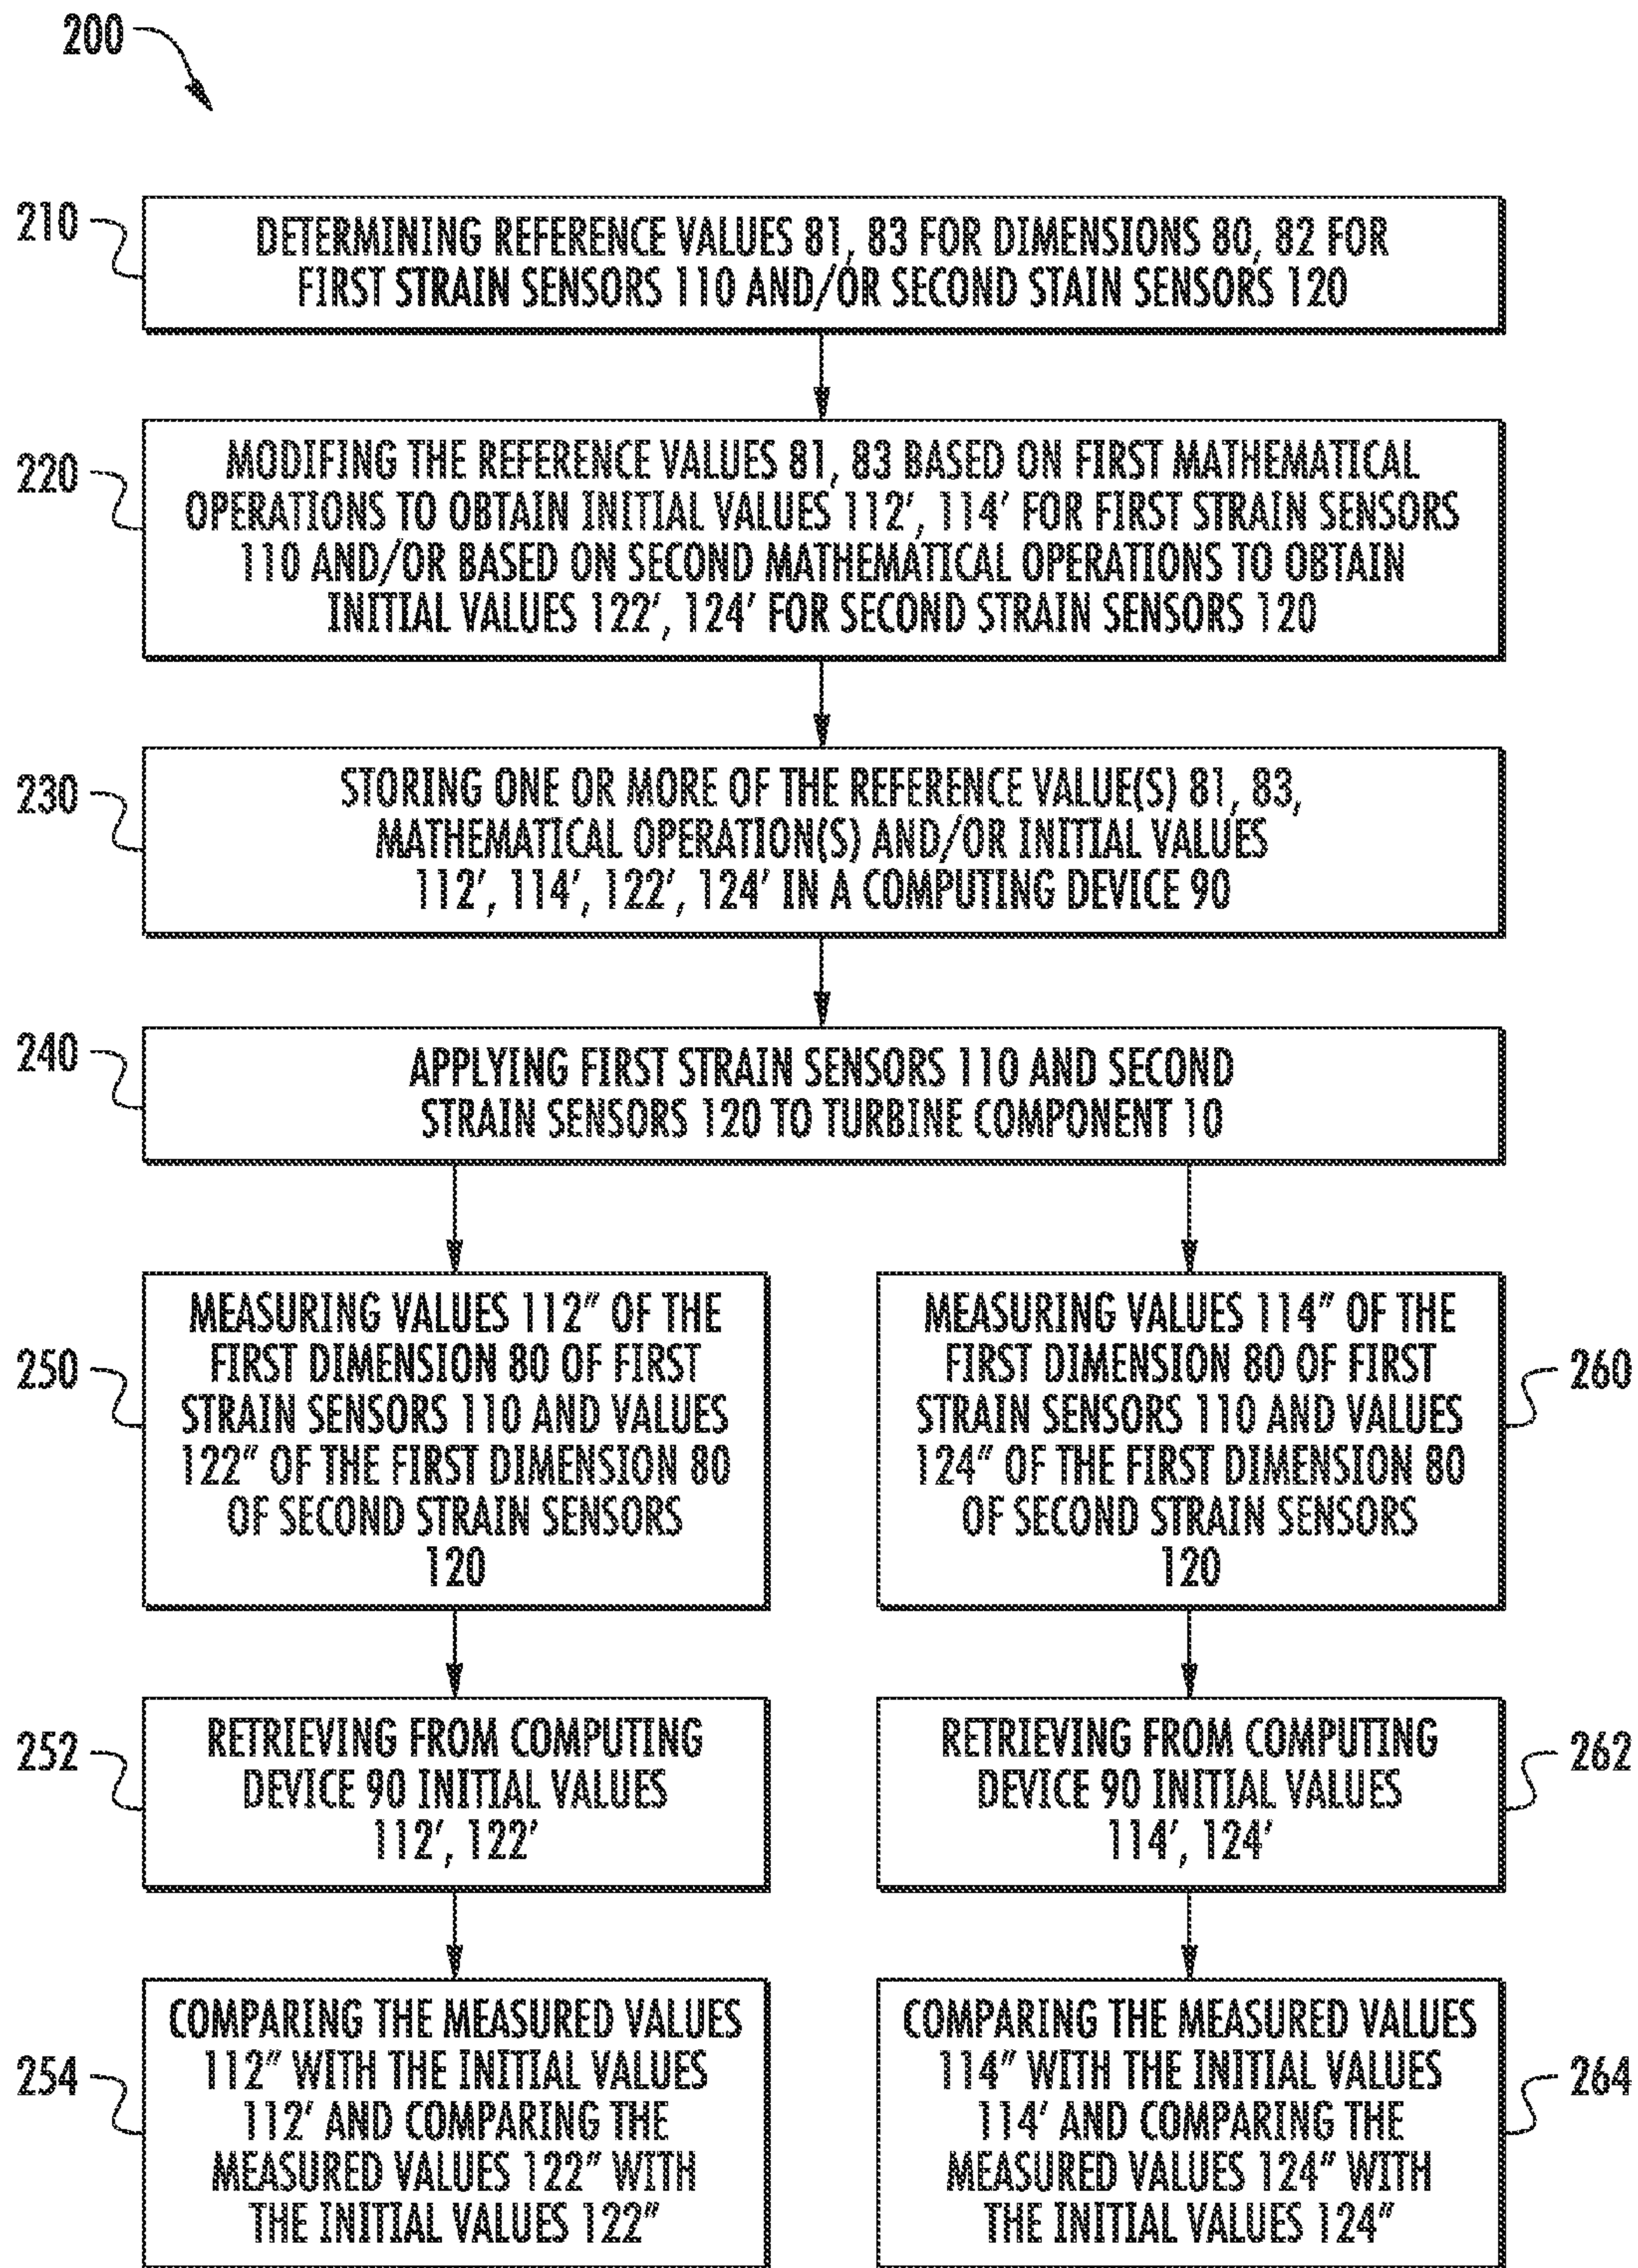 200
210
DETERMINING REFERENCE VALUES 81, 83 FOR DIMENSIONS 80, 82 FOR
FIRST STRAIN SENSORS 110 AND/OR SECOND STAIN SENSORS 120
220
MODIFING THE REFERENCE VALUES 81, 83 BASED ON FIRST MATHEMATICAL
OPERATIONS TO OBTAIN INITIAL VALUES 112', 114' FOR FIRST STRAIN SENSORS
110 AND/OR BASED ON SECOND MATHEMATICAL OPERATIONS TO OBTAIN
INITIAL VALUES 122', 124' FOR SECOND STRAIN SENSORS 120
230
STORING ONE OR MORE OF THE REFERENCE VALUE(S) 81, 83,
MATHEMATICAL OPERATION(S) AND/OR INITIAL VALUES
112', 114', 122', 124' IN A COMPUTING DEVICE 90
240
APPLYING FIRST STRAIN SENSORS 110 AND SECOND
STRAIN SENSORS 120 TO TURBINE COMPONENT 10
250
MEASURING VALUES 112" OF THE
FIRST DIMENSION 80 OF FIRST
STRAIN SENSORS 110 AND VALUES
122" OF THE FIRST DIMENSION 80
OF SECOND STRAIN SENSORS
120
260
MEASURING VALUES 114" OF THE
FIRST DIMENSION 80 OF FIRST
STRAIN SENSORS 110 AND VALUES
124" OF THE FIRST DIMENSION 80
OF SECOND STRAIN SENSORS
120
252
RETRIEVING FROM COMPUTING
DEVICE 90 INITIAL VALUES
112', 122'
262
RETRIEVING FROM COMPUTING
DEVICE 90 INITIAL VALUES
114', 124'
254
COMPARING THE MEASURED VALUES
112" WITH THE INITIAL VALUES
112' AND COMPARING THE
MEASURED VALUES 122" WITH
THE INITIAL VALUES 122"
264
COMPARING THE MEASURED VALUES
114" WITH THE INITIAL VALUES
114' AND COMPARING THE
MEASURED VALUES 124" WITH
THE INITIAL VALUES 124"